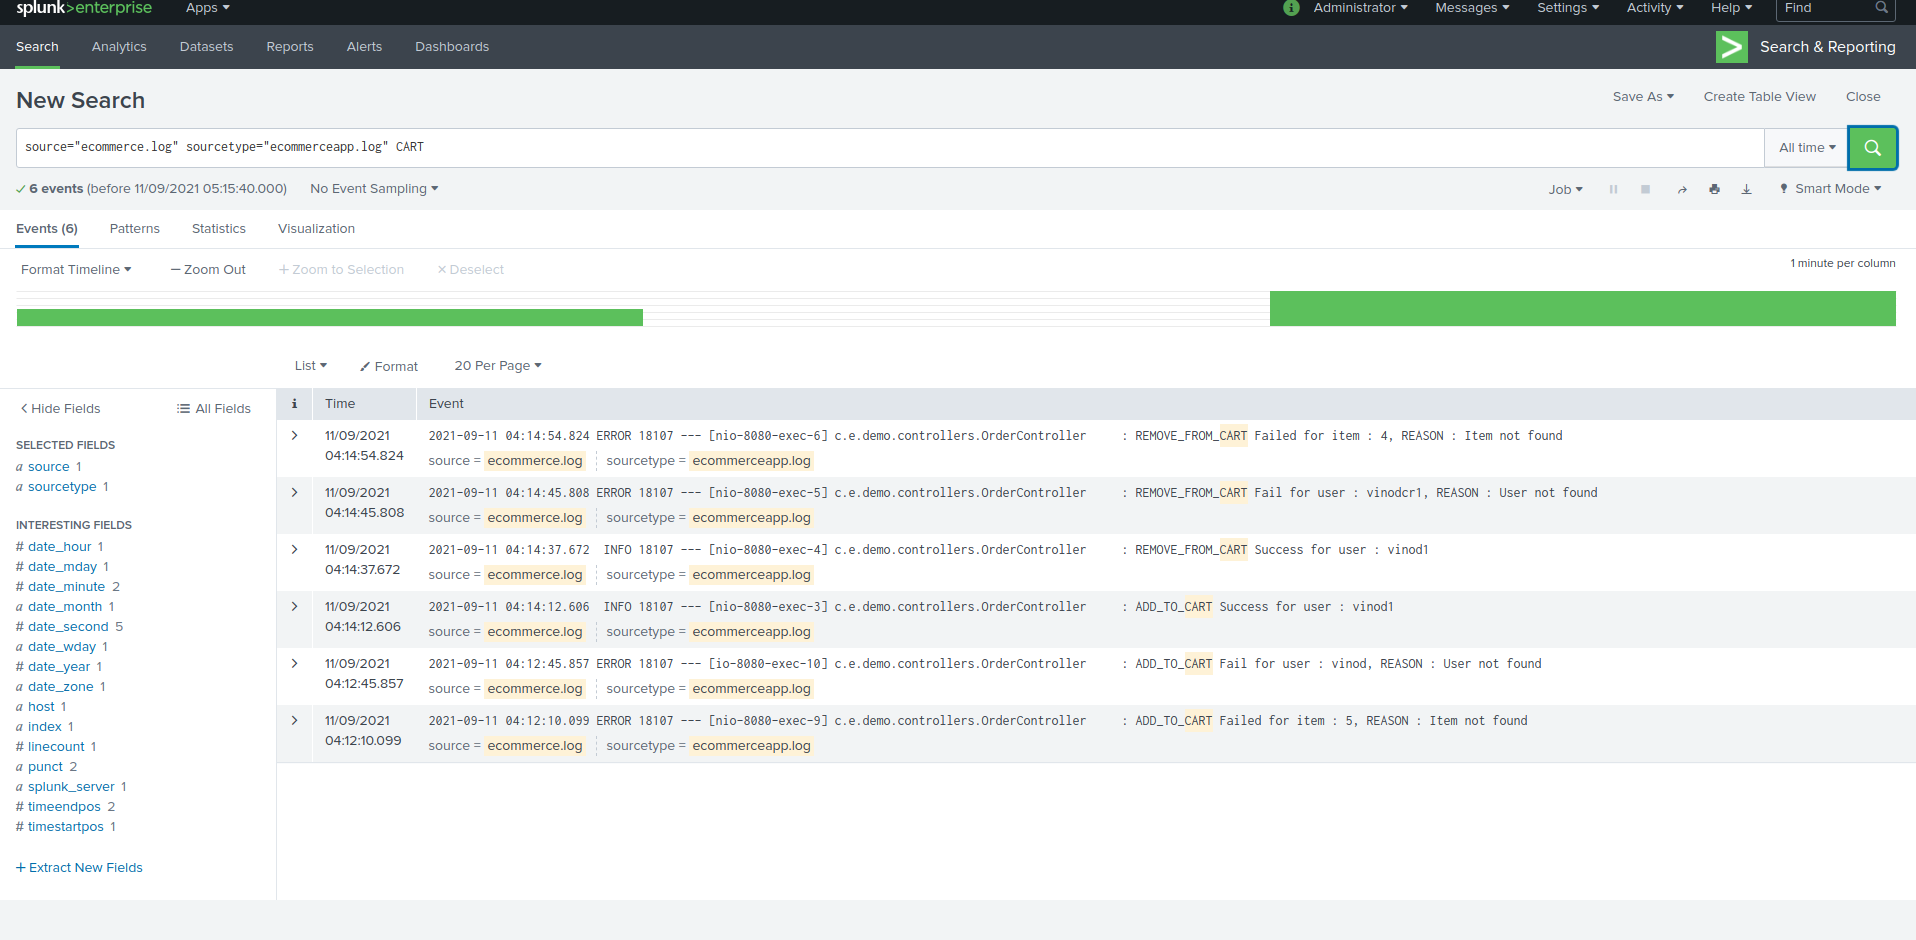 splunk>enterprise Apps Administrator Messages Settings Activity Help Find
Search Analytics Datasets Reports Alerts Dashboards Search & Reporting
New Search Save As Create Table View Close
source="ecommerce.log" sourcetype="ecommerceapp.log" CART All time
6 events (before 11/09/2021 05:15:40.000) No Event Sampling Job Smart Mode
Events (6) Patterns Statistics Visualization
Format Timeline — Zoom Out + Zoom to Selection × Deselect 1 minute per column
List Format 20 Per Page
< Hide Fields All Fields
SELECTED FIELDS
a source 1
a sourcetype 1
INTERESTING FIELDS
# date_hour 1
# date_mday 1
# date_minute 2
a date_month 1
# date_second 5
a date_wday 1
# date_year 1
a date_zone 1
a host 1
a index 1
# linecount 1
a punct 2
a splunk_server 1
# timeendpos 2
# timestartpos 1
+ Extract New Fields
i Time Event
11/09/2021 2021-09-11 04:14:54.824 ERROR 18107 --- [nio-8080-exec-6] c.e.demo.controllers.OrderController : REMOVE_FROM_CART Failed for item : 4, REASON : Item not found
04:14:54.824 source = ecommerce.log sourcetype = ecommerceapp.log
11/09/2021 2021-09-11 04:14:45.808 ERROR 18107 --- [nio-8080-exec-5] c.e.demo.controllers.OrderController : REMOVE_FROM_CART Fail for user : vinodcr1, REASON : User not found
04:14:45.808 source = ecommerce.log sourcetype = ecommerceapp.log
11/09/2021 2021-09-11 04:14:37.672 INFO 18107 --- [nio-8080-exec-4] c.e.demo.controllers.OrderController : REMOVE_FROM_CART Success for user : vinod1
04:14:37.672 source = ecommerce.log sourcetype = ecommerceapp.log
11/09/2021 2021-09-11 04:14:12.606 INFO 18107 --- [nio-8080-exec-3] c.e.demo.controllers.OrderController : ADD_TO_CART Success for user : vinod1
04:14:12.606 source = ecommerce.log sourcetype = ecommerceapp.log
11/09/2021 2021-09-11 04:12:45.857 ERROR 18107 --- [io-8080-exec-10] c.e.demo.controllers.OrderController : ADD_TO_CART Fail for user : vinod, REASON : User not found
04:12:45.857 source = ecommerce.log sourcetype = ecommerceapp.log
11/09/2021 2021-09-11 04:12:10.099 ERROR 18107 --- [nio-8080-exec-9] c.e.demo.controllers.OrderController : ADD_TO_CART Failed for item : 5, REASON : Item not found
04:12:10.099 source = ecommerce.log sourcetype = ecommerceapp.log